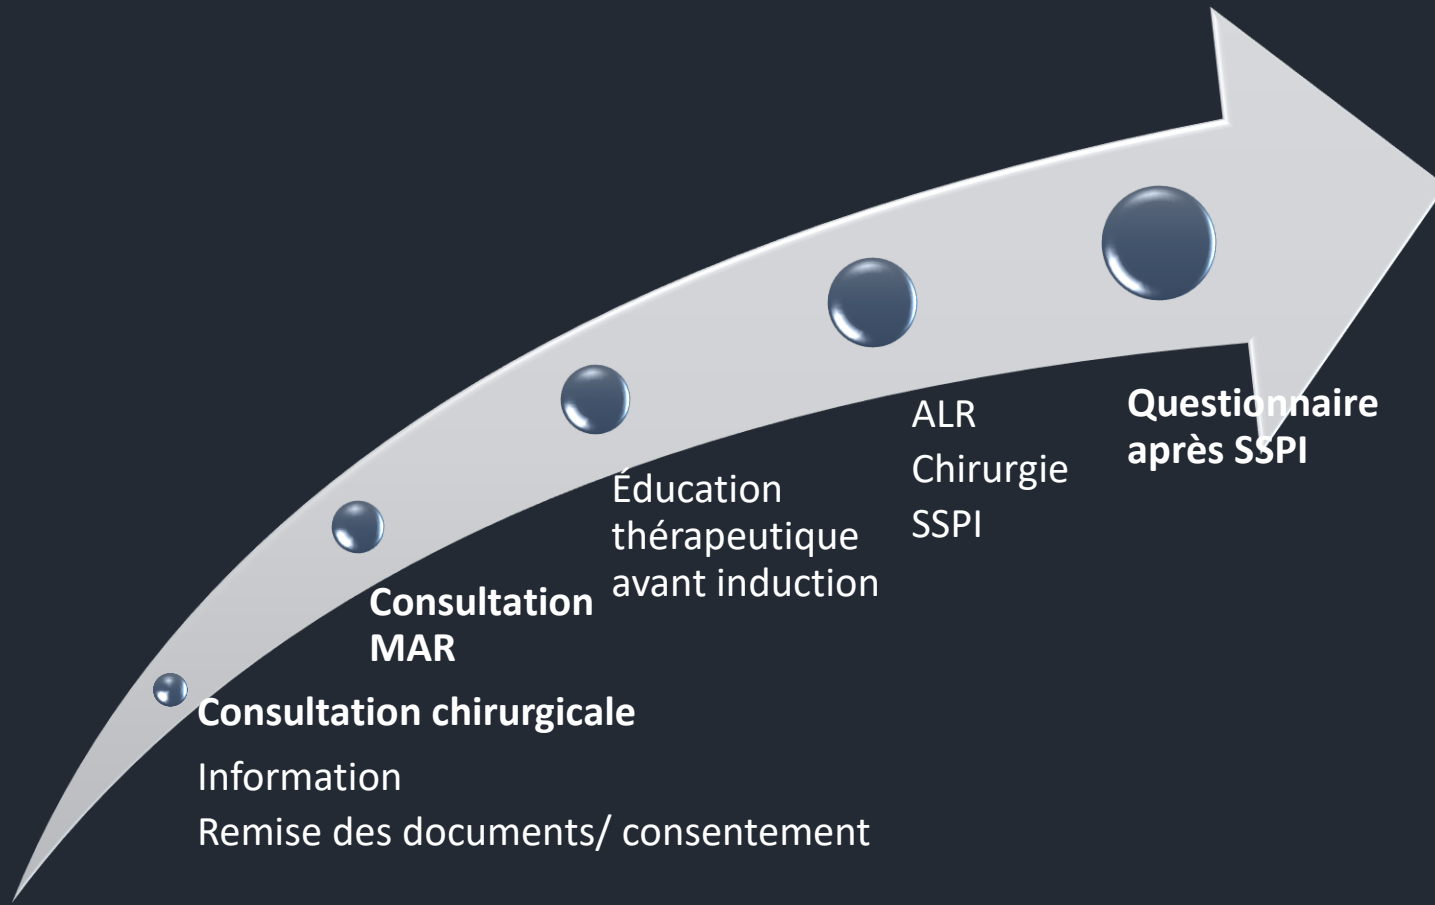 Consultation chirurgicale
Information
Remise des documents/ consentement
Consultation
MAR
Éducation
thérapeutique
avant induction
ALR
Chirurgie
SSPI
Questionnaire
après SSPI